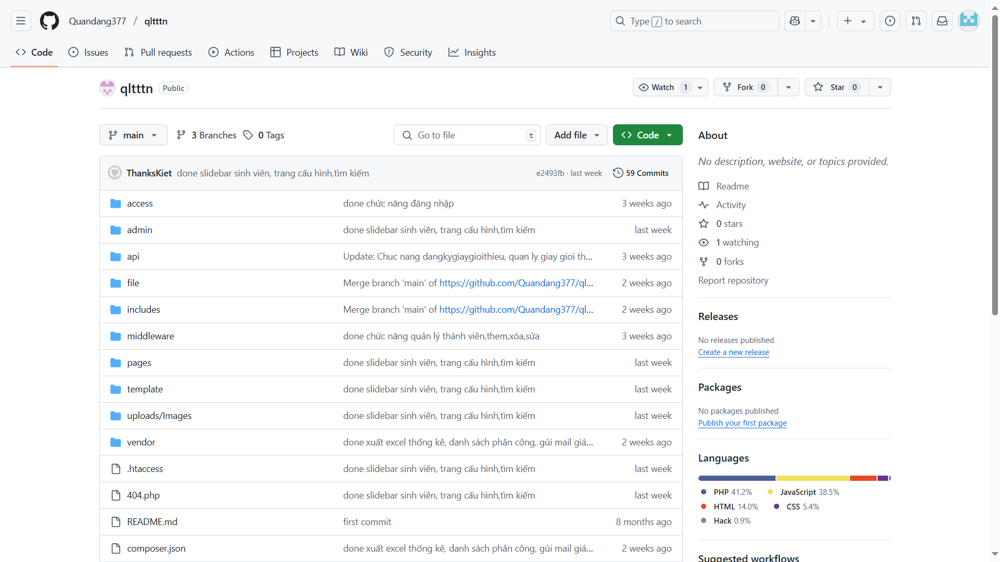 Quandang377 / qltttn
Type / to search
Code Issues Pull requests Actions Projects Wiki Security Insights
qltttn Public
Watch 1 Fork 0 Star 0
main 3 Branches 0 Tags Go to file t Add file Code
ThanksKiet done slidebar sinh viên, trang cấu hình,tìm kiếm e2493fb · last week 59 Commits
access done chức năng đăng nhập 3 weeks ago
admin done slidebar sinh viên, trang cấu hình,tìm kiếm last week
api Update: Chuc nang dangkygiaygioithieu, quan ly giay gioi th... 3 weeks ago
file Merge branch 'main' of https://github.com/Quandang377/ql... 2 weeks ago
includes Merge branch 'main' of https://github.com/Quandang377/ql... 2 weeks ago
middleware done chức năng quản lý thành viên,them,xóa,sửa 3 weeks ago
pages done slidebar sinh viên, trang cấu hình,tìm kiếm last week
template done slidebar sinh viên, trang cấu hình,tìm kiếm last week
uploads/Images done slidebar sinh viên, trang cấu hình,tìm kiếm last week
vendor done xuất excel thống kê, danh sách phân công, gủi mail giá... 2 weeks ago
.htaccess done slidebar sinh viên, trang cấu hình,tìm kiếm last week
404.php done slidebar sinh viên, trang cấu hình,tìm kiếm last week
README.md first commit 8 months ago
composer.json done xuất excel thống kê, danh sách phân công, gủi mail giá... 2 weeks ago
About
No description, website, or topics provided.
Readme
Activity
0 stars
1 watching
0 forks
Report repository
Releases
No releases published
Create a new release
Packages
No packages published
Publish your first package
Languages
PHP 41.2% JavaScript 38.5%
HTML 14.0% CSS 5.4%
Hack 0.9%
Suggested workflows